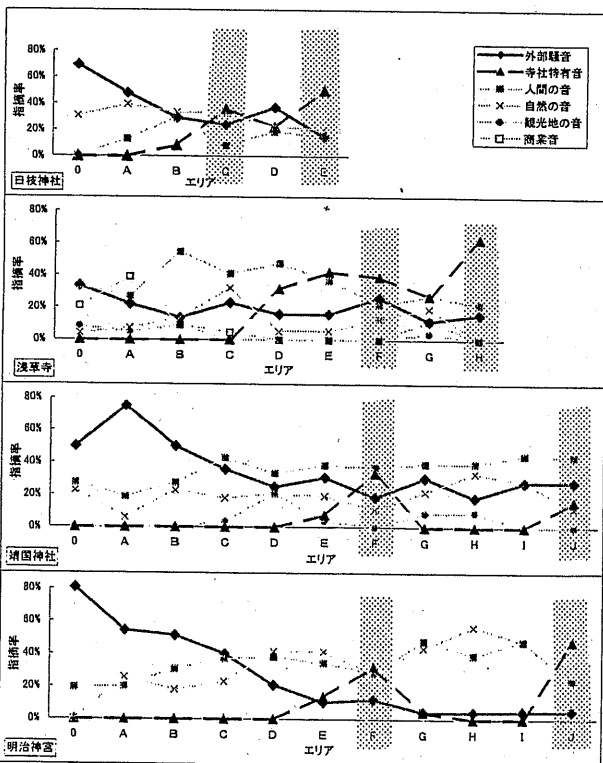 80%
60%
40%
20%
0%
指摘率
0 A B C D E
エリア
日枝神社
外部騒音
寺社特有音
人間の音
自然の音
観光地の音
商業音
80%
60%
40%
20%
0%
指摘率
0 A B C D E F G H
エリア
浅草寺
80%
60%
40%
20%
0%
指摘率
0 A B C D E F G H I J
エリア
靖国神社
80%
60%
40%
20%
0%
指摘率
0 A B C D E F G H I J
エリア
明治神宮